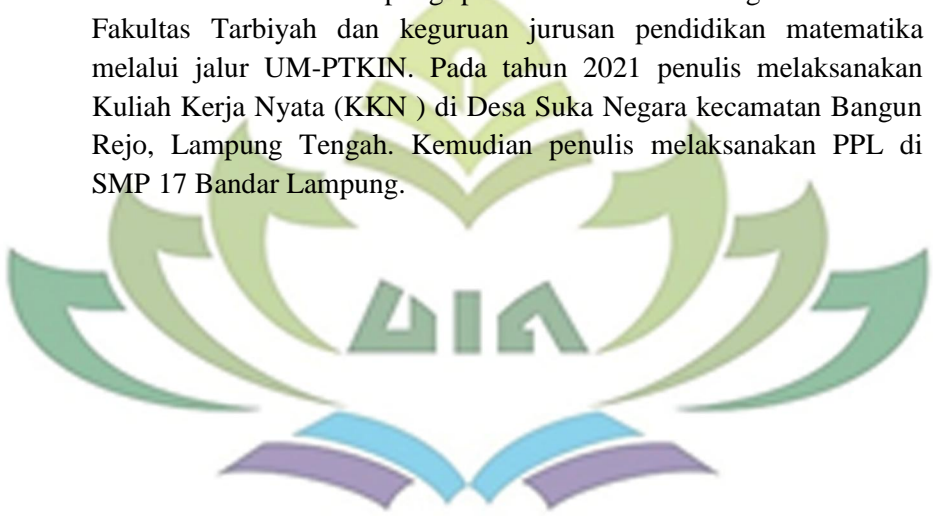 Fakultas Tarbiyah dan keguruan jurusan pendidikan matematika
melalui jalur UM-PTKIN. Pada tahun 2021 penulis melaksanakan
Kuliah Kerja Nyata (KKN ) di Desa Suka Negara kecamatan Bangun
Rejo, Lampung Tengah. Kemudian penulis melaksanakan PPL di
SMP 17 Bandar Lampung.
UIN